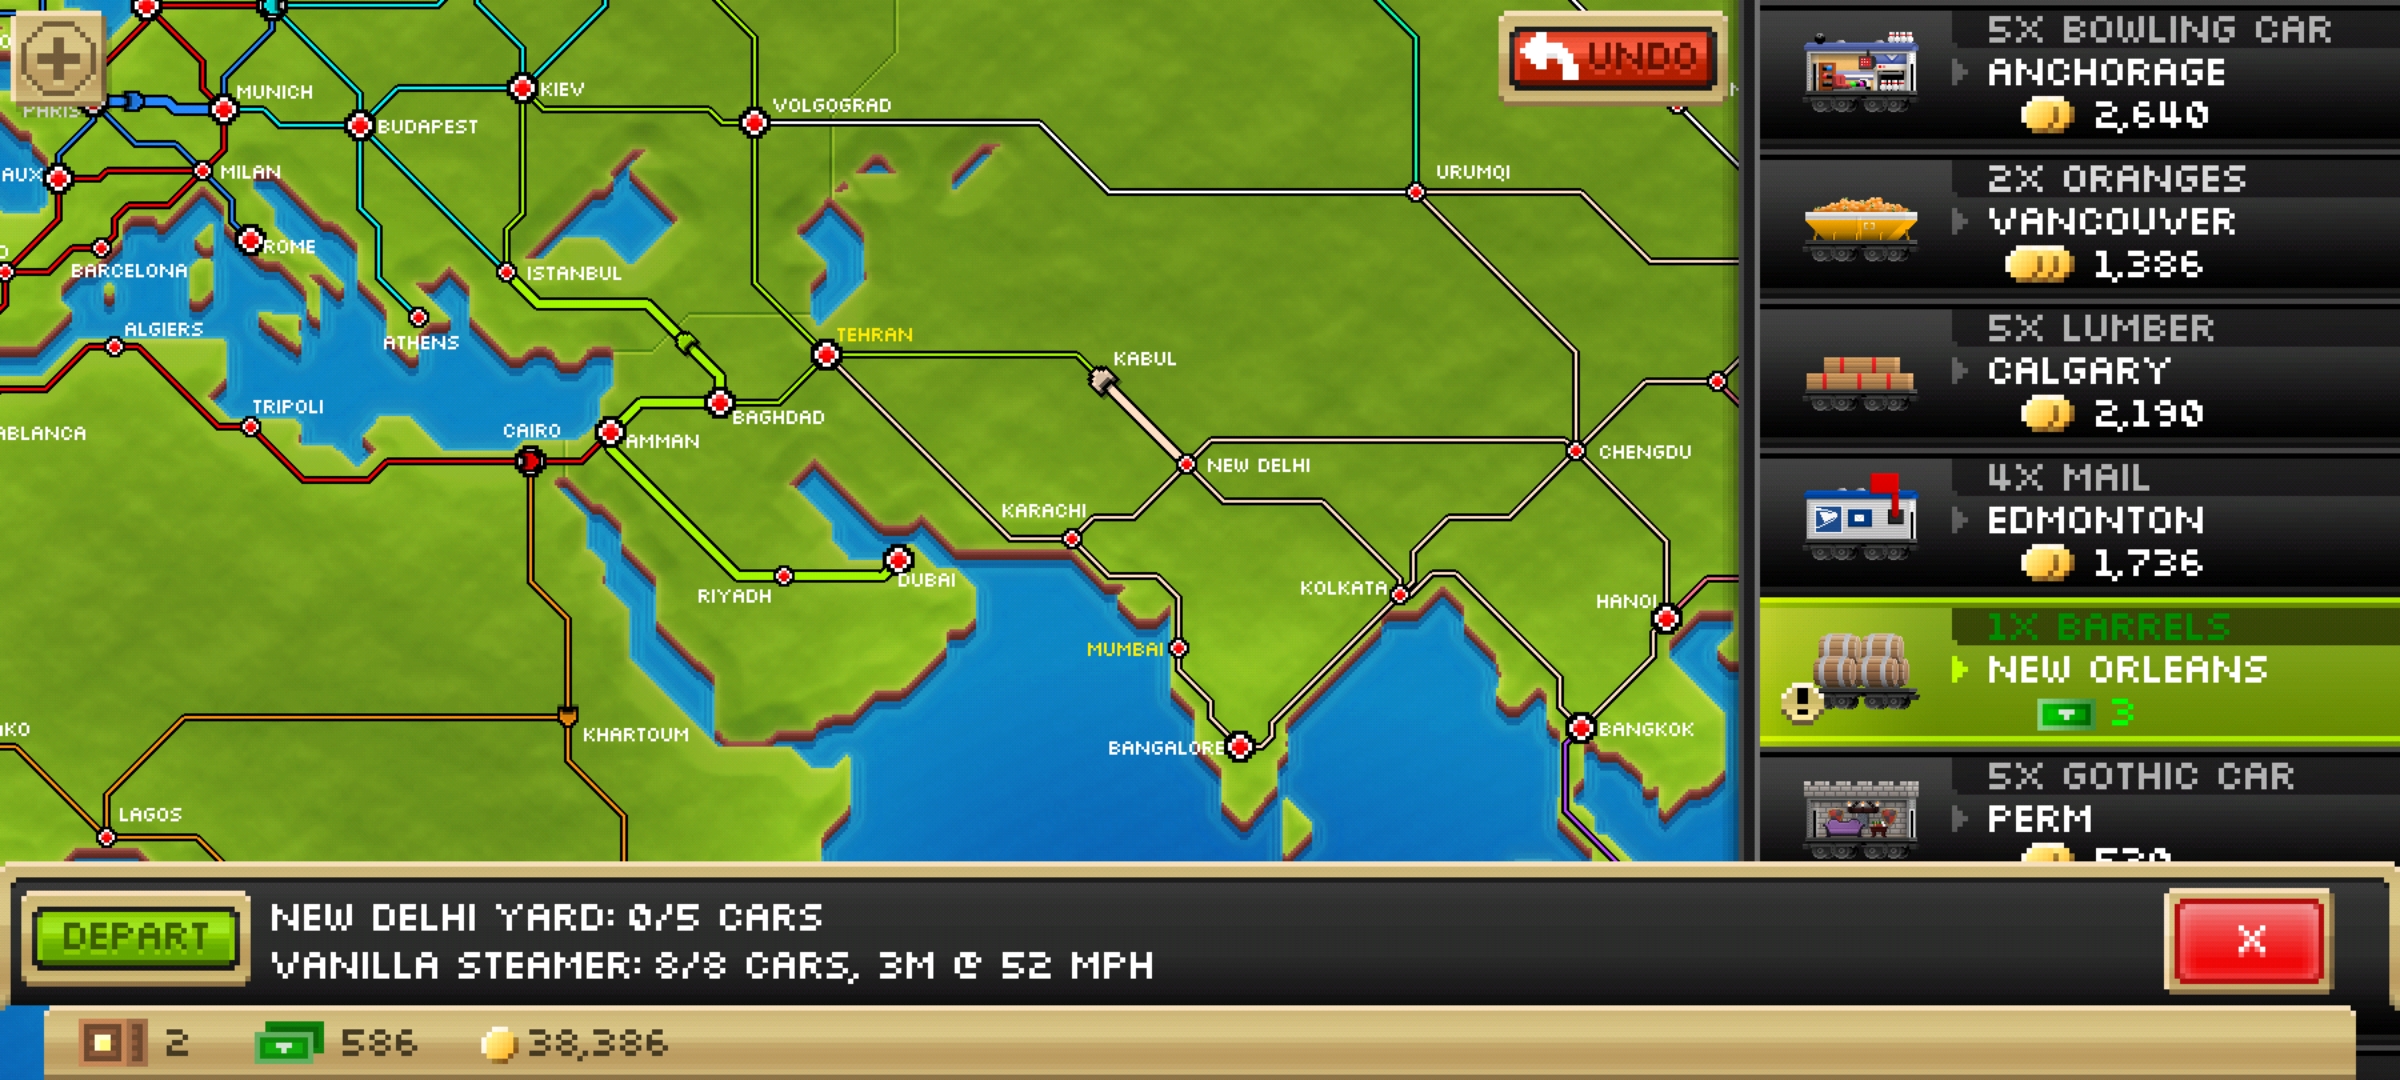 UNDO
MUNICH
KIEV
VOLGOGRAD
PARIS
BUDAPEST
MILAN
URUMQI
ROME
BARCELONA
ISTANBUL
ALGIERS
ATHENS
TEHRAN
KABUL
TRIPOLI
CAIRO
AMMAN
BAGHDAD
ABLANCA
NEW DELHI
CHENGDU
KARACHI
RIYADH
DUBAI
KOLKATA
HANOI
MUMBAI
KHARTOUM
BANGALORE
BANGKOK
LAGOS
5X BOWLING CAR
ANCHORAGE
2,640
2X ORANGES
VANCOUVER
1,386
5X LUMBER
CALGARY
2,190
4X MAIL
EDMONTON
1,736
1X BARRELS
NEW ORLEANS
3
5X GOTHIC CAR
PERM
DEPART
NEW DELHI YARD: 0/5 CARS
VANILLA STEAMER: 8/8 CARS, 3M @ 52 MPH
X
2
586
38,386